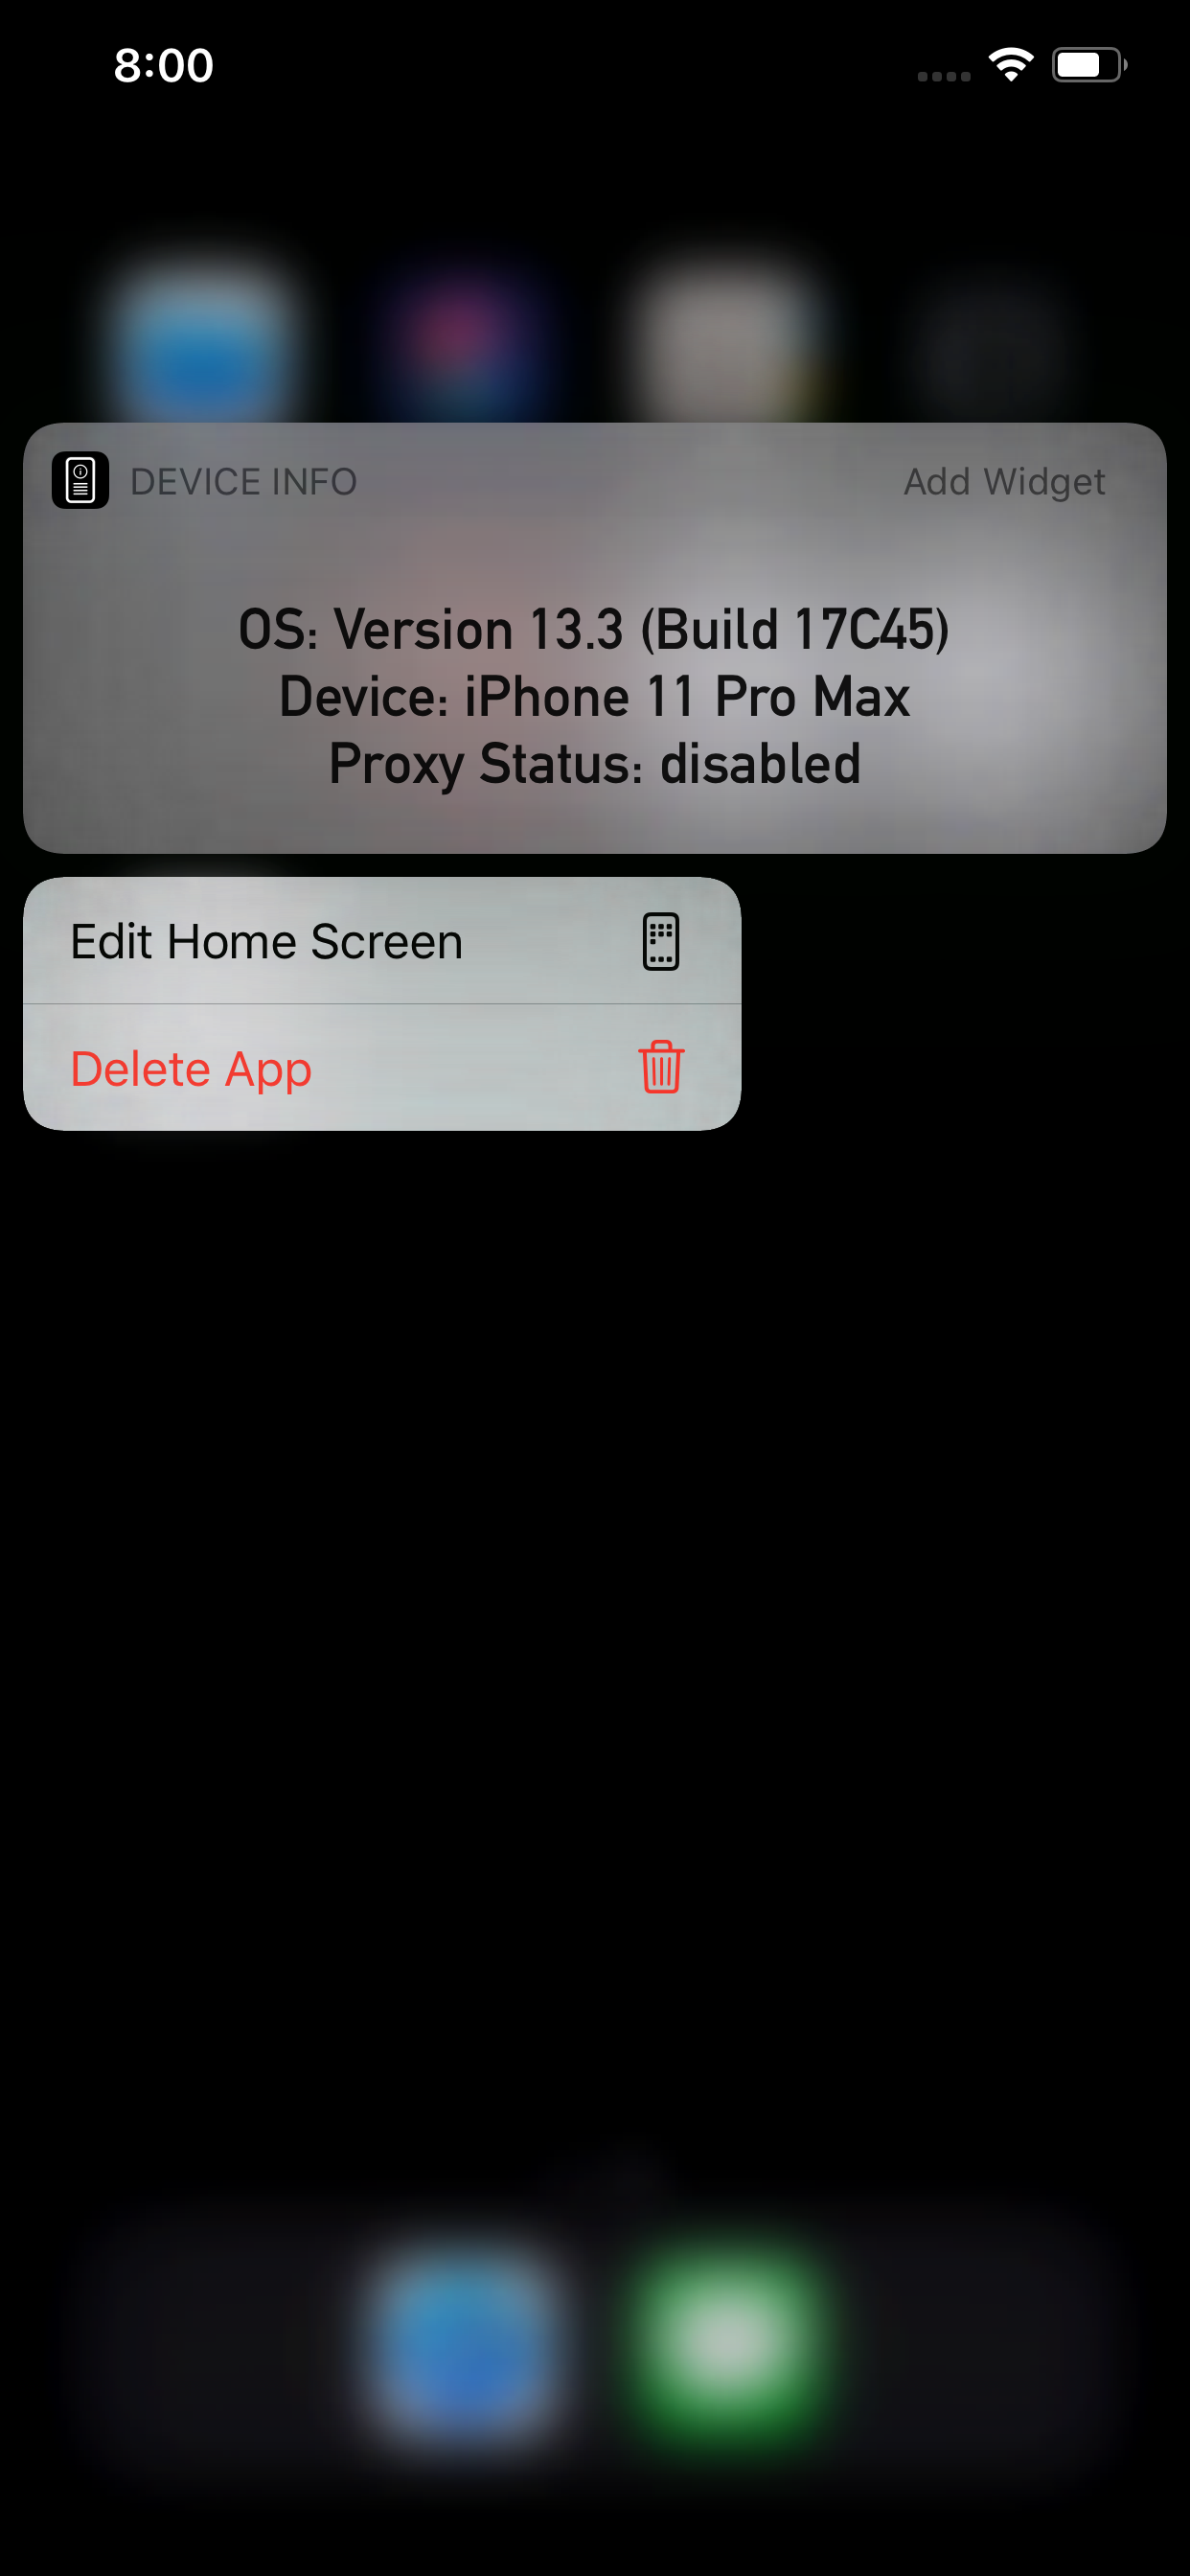 8:00
DEVICE INFO
Add Widget
OS: Version 13.3 (Build 17C45)
Device: iPhone 11 Pro Max
Proxy Status: disabled
Edit Home Screen
Delete App